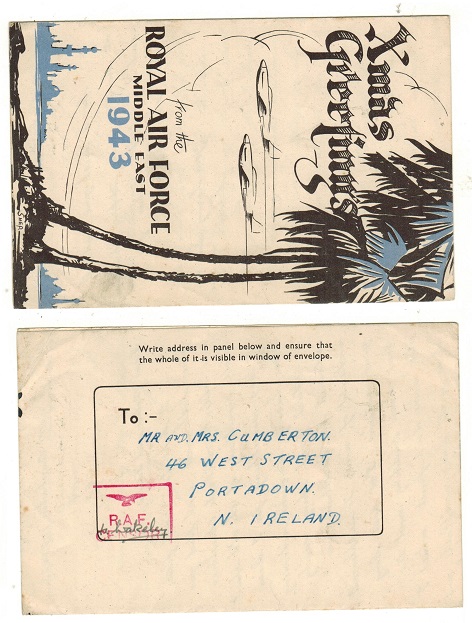 Xmas
Greetings
from the
ROYAL AIR FORCE
MIDDLE EAST
1943
Write address in panel below and ensure that
the whole of it is visible in window of envelope.
To :-
MR AND. MRS. CUMBERTON.
46 WEST STREET
PORTADOWN.
N. IRELAND.
R.A.F.
CENSOR